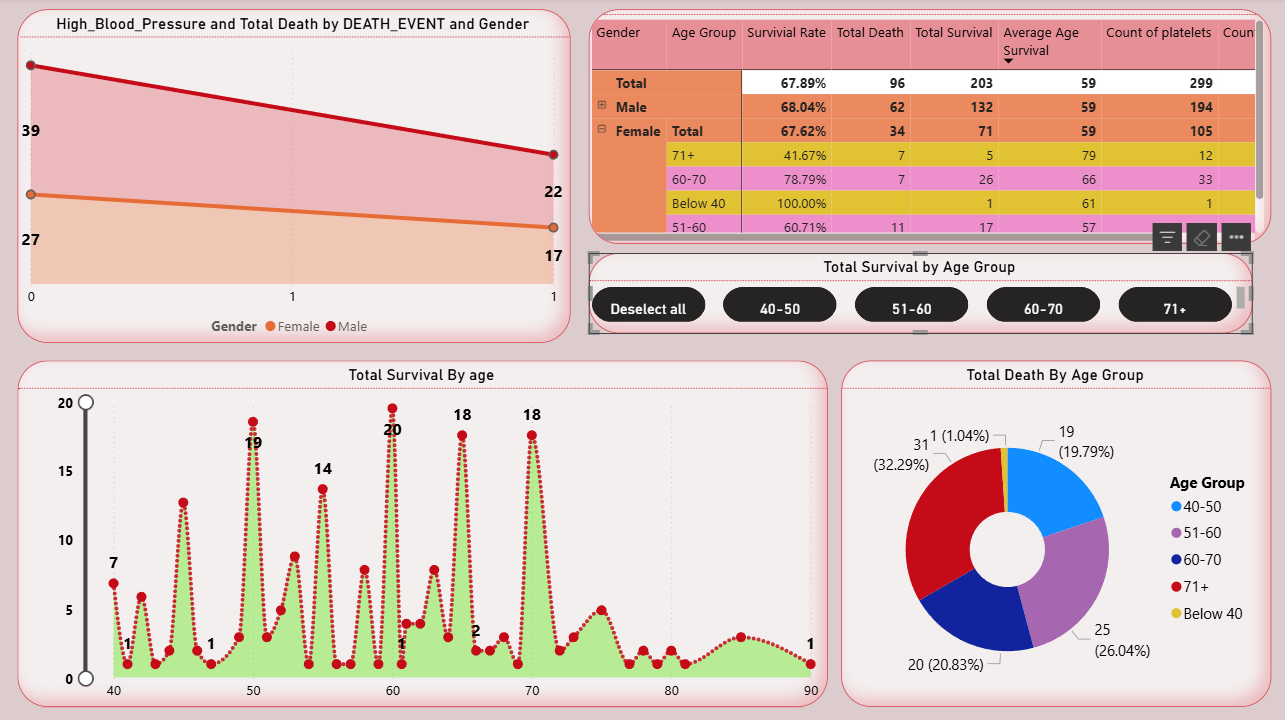 High_Blood_Pressure and Total Death by DEATH_EVENT and Gender
39
22
27
17
0
1
1
Gender Female Male
Gender Age Group Survivial Rate Total Death Total Survival Average Age Survival Count of platelets Coun
Total 67.89% 96 203 59 299
Male 68.04% 62 132 59 194
Female Total 67.62% 34 71 59 105
71+ 41.67% 7 5 79 12
60-70 78.79% 7 26 66 33
Below 40 100.00% 1 61 1
51-60 60.71% 11 17 57
Total Survival by Age Group
Deselect all 40-50 51-60 60-70 71+
Total Survival By age
20
15
10
5
0
7
1
1
19
14
20
1
18
2
18
1
40 50 60 70 80 90
Total Death By Age Group
1 (1.04%)
19
(19.79%)
31
(32.29%)
25
(26.04%)
20 (20.83%)
Age Group
40-50
51-60
60-70
71+
Below 40